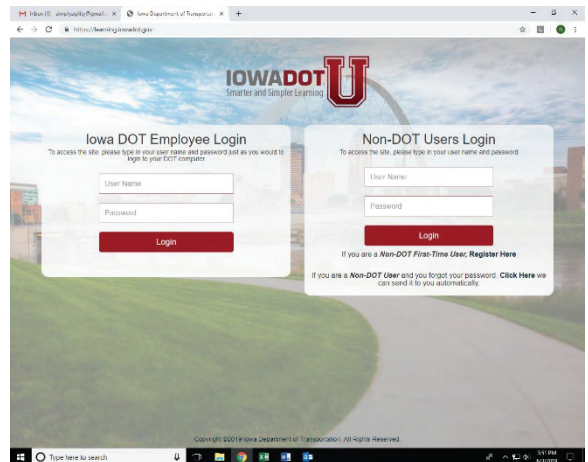 Iowa Department of Transportat
https://learning.iowadot.gov
IOWADOT U
Smarter and Simpler Learning
Iowa DOT Employee Login
To access the site, please type in your user name and password just as you would to
login to your DOT computer
User Name
Password
Login
Non-DOT Users Login
To access the site, please type in your user name and password
User Name
Password
Login
If you are a Non-DOT First-Time User, Register Here
If you are a Non-DOT User and you forgot your password, Click Here we
can send it to you automatically.
Copyright ©2019 Iowa Department of Transportation. All Rights Reserved.
Type here to search
3:51 PM